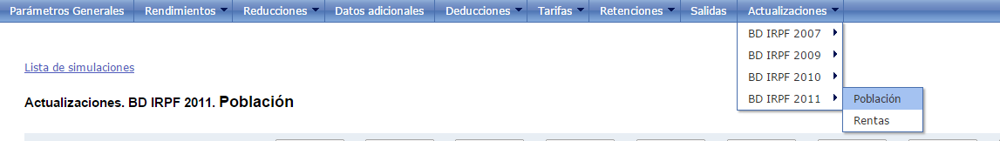 Parámetros Generales Rendimientos Reducciones Datos adicionales Deducciones Tarifas Retenciones Salidas Actualizaciones
BD IRPF 2007
BD IRPF 2009
BD IRPF 2010
BD IRPF 2011
Población
Rentas
Lista de simulaciones
Actualizaciones. BD IRPF 2011. Población